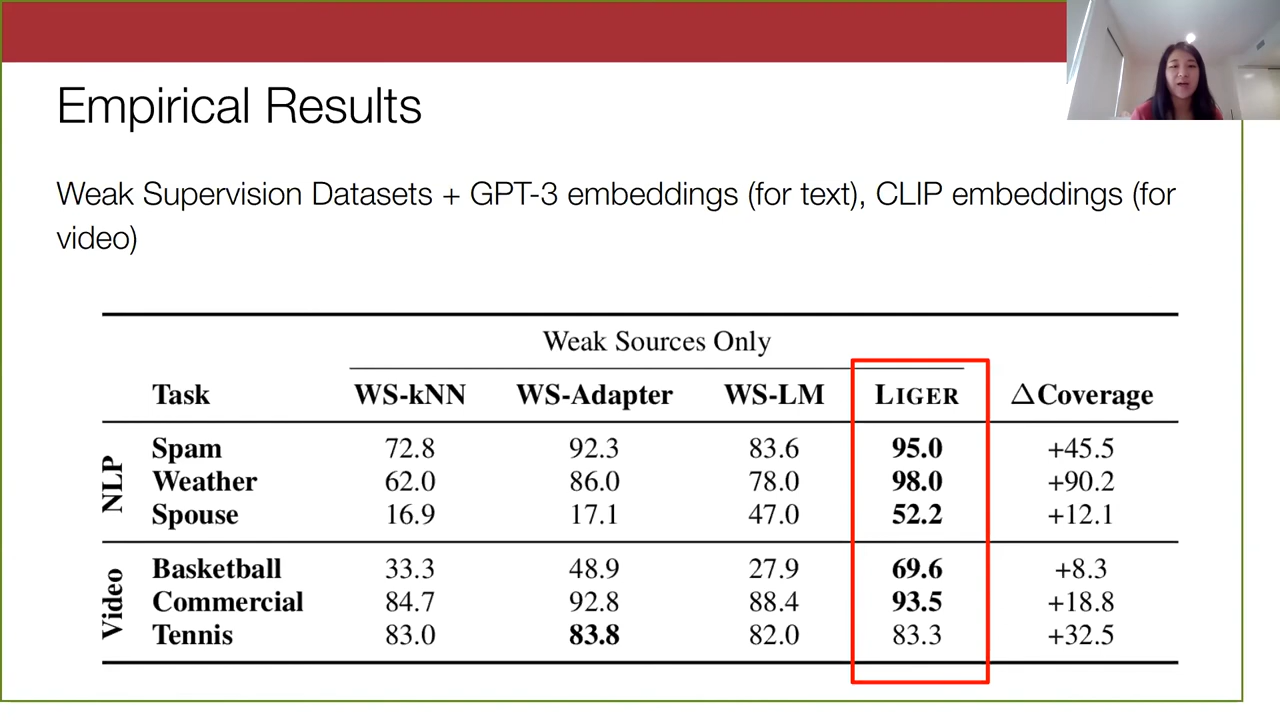 Empirical Results
Weak Supervision Datasets + GPT-3 embeddings (for text), CLIP embeddings (for
video)
Weak Sources Only
Task WS-kNN WS-Adapter WS-LM LIGER △Coverage
NLP
Spam 72.8 92.3 83.6 95.0 +45.5
Weather 62.0 86.0 78.0 98.0 +90.2
Spouse 16.9 17.1 47.0 52.2 +12.1
Video
Basketball 33.3 48.9 27.9 69.6 +8.3
Commercial 84.7 92.8 88.4 93.5 +18.8
Tennis 83.0 83.8 82.0 83.3 +32.5